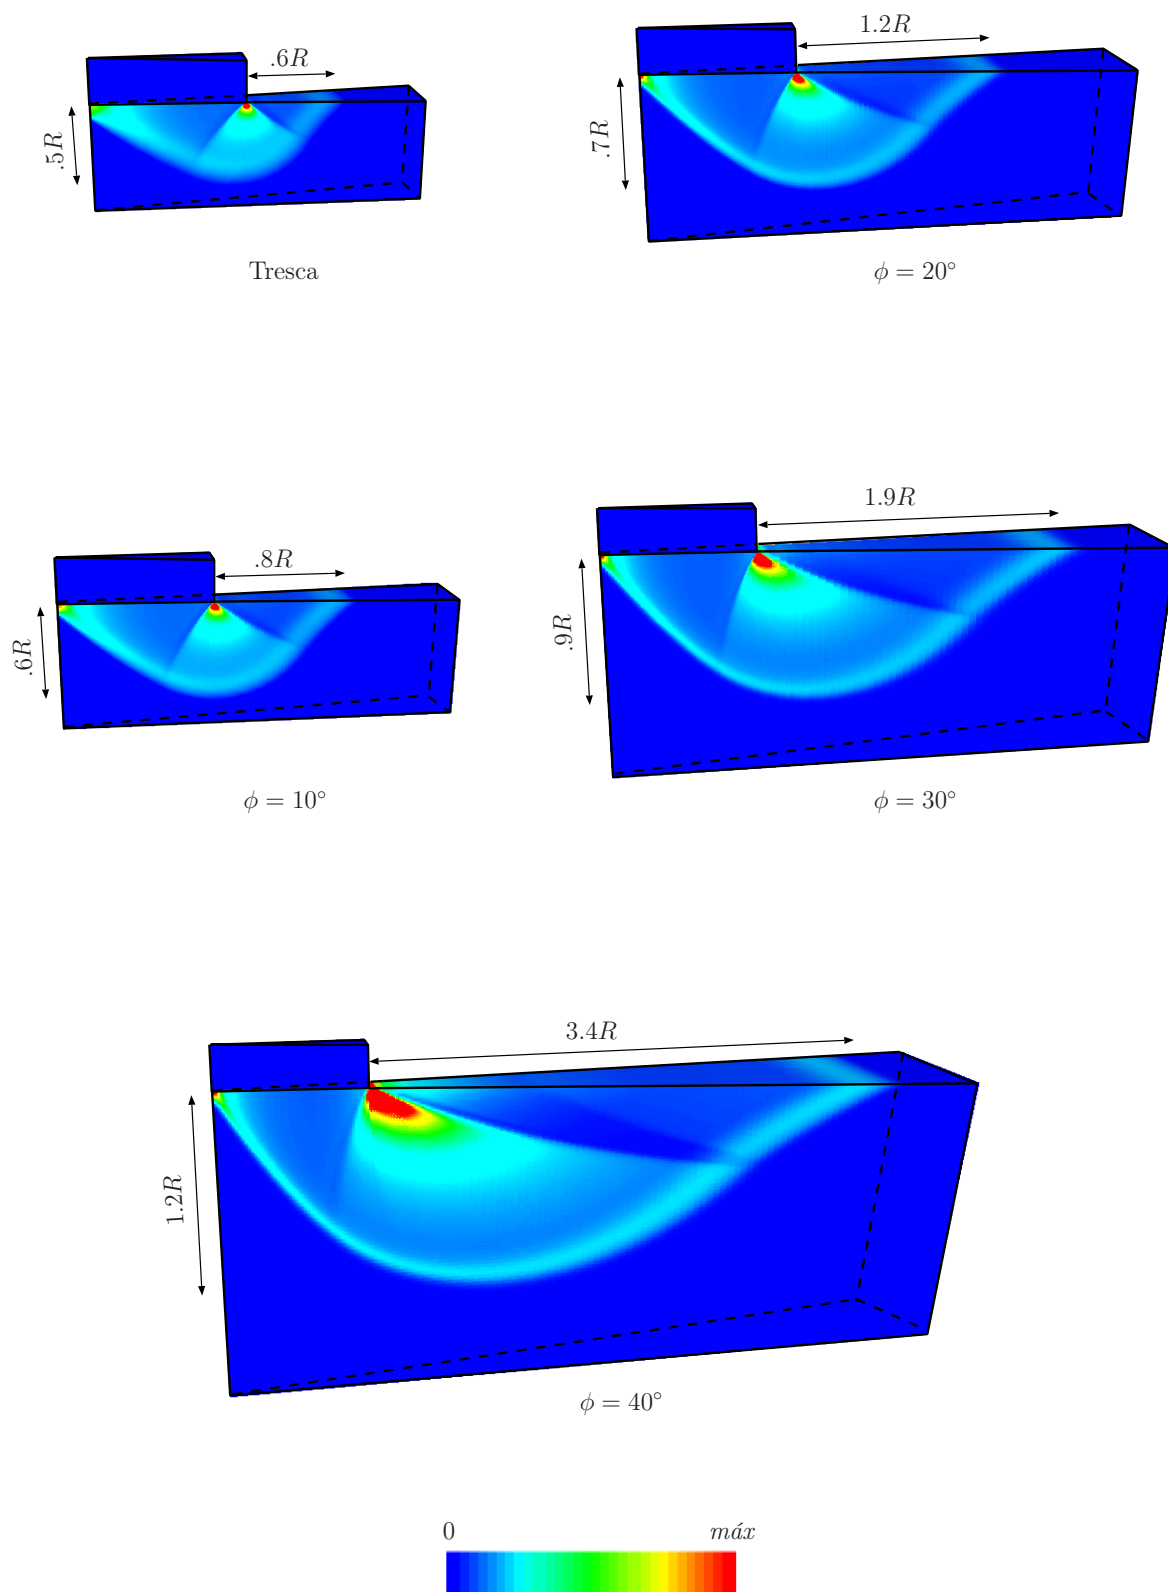 .6R
.5R
Tresca
1.2R
.7R
ϕ = 20°
.8R
.6R
ϕ = 10°
1.9R
.9R
ϕ = 30°
3.4R
1.2R
ϕ = 40°
0 máx